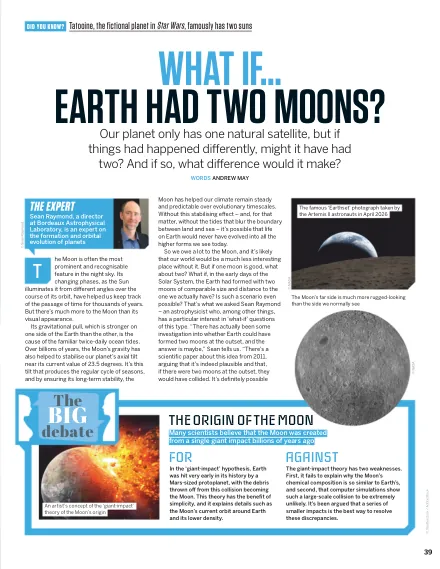 DID YOU KNOW? Tatooine, the fictional planet in Star Wars, famously has two suns
WHAT IF...
EARTH HAD TWO MOONS?
Our planet only has one natural satellite, but if
things had happened differently, might it have had
two? And if so, what difference would it make?
WORDS ANDREW MAY
THE EXPERT
Sean Raymond, a director
at Bordeaux Astrophysical
Laboratory, is an expert on
the formation and orbital
evolution of planets
The Moon is often the most
prominent and recognisable
feature in the night sky. Its
changing phases, as the Sun
illuminates it from different angles over the
course of its orbit, have helped us keep track
of the passage of time for thousands of years.
But there's much more to the Moon than its
visual appearance.
Its gravitational pull, which is stronger on
one side of the Earth than the other, is the
cause of the familiar twice-daily ocean tides.
Over billions of years, the Moon's gravity has
also helped to stabilise our planet's axial tilt
near its current value of 23.5 degrees. It's this
tilt that produces the regular cycle of seasons,
and by ensuring its long-term stability, the
Moon has helped our climate remain steady
and predictable over evolutionary timescales.
Without this stabilising effect – and, for that
matter, without the tides that blur the boundary
between land and sea – it's possible that life
on Earth would never have evolved into all the
higher forms we see today.
So we owe a lot to the Moon, and it's likely
that our world would be a much less interesting
place without it. But if one moon is good, what
about two? What if, in the early days of the
Solar System, the Earth had formed with two
moons of comparable size and distance to the
one we actually have? Is such a scenario even
possible? That's what we asked Sean Raymond
– an astrophysicist who, among other things,
has a particular interest in 'what-if' questions
of this type. "There has actually been some
investigation into whether Earth could have
formed two moons at the outset, and the
answer is maybe," Sean tells us. "There's a
scientific paper about this idea from 2011,
arguing that it's indeed plausible and that,
if there were two moons at the outset, they
would have collided. It's definitely possible
The famous 'Earthset' photograph taken by
the Artemis II astronauts in April 2026
The Moon's far side is much more rugged-looking
than the side we normally see
The
BIG
debate
An artist's concept of the 'giant impact'
theory of the Moon's origin
THE ORIGIN OF THE MOON
Many scientists believe that the Moon was created
from a single giant impact billions of years ago
FOR
In the 'giant-impact' hypothesis, Earth
was hit very early in its history by a
Mars-sized protoplanet, with the debris
thrown off from this collision becoming
the Moon. This theory has the benefit of
simplicity, and it explains details such as
the Moon's current orbit around Earth
and its lower density.
AGAINST
The giant-impact theory has two weaknesses.
First, it fails to explain why the Moon's
chemical composition is so similar to Earth's,
and second, that computer simulations show
such a large-scale collision to be extremely
unlikely. It's been argued that a series of
smaller impacts is the best way to resolve
these discrepancies.
39